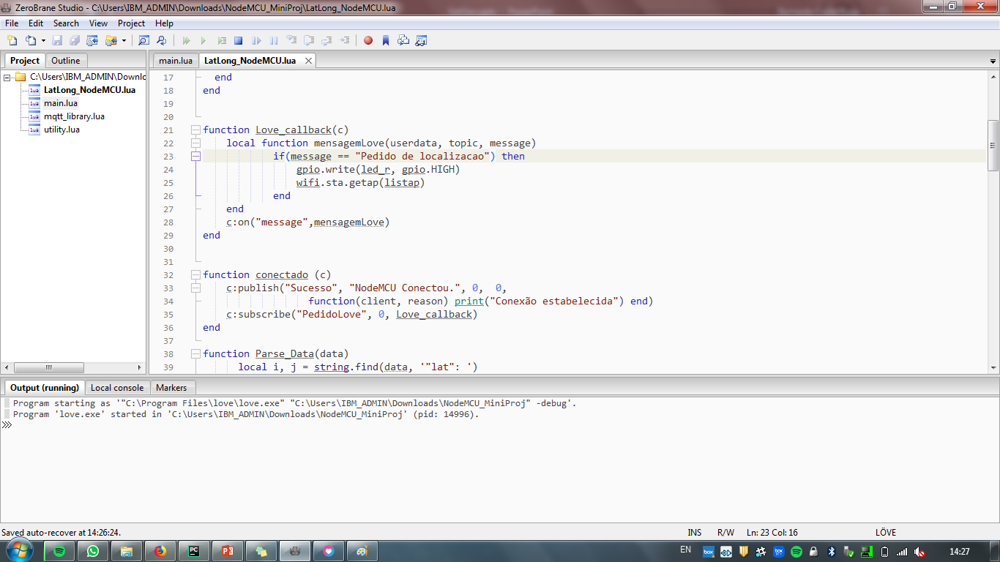 ZeroBrane Studio - C:\Users\IBM_ADMIN\Downloads\NodeMCU_MiniProj\LatLong_NodeMCU.lua
File Edit Search View Project Help
Project Outline
C:\Users\IBM_ADMIN\Downlo
LatLong_NodeMCU.lua
main.lua
mqtt_library.lua
utility.lua
main.lua LatLong_NodeMCU.lua
17 end
18 end
19
20
21 function Love_callback(c)
22 local function mensagemLove(userdata, topic, message)
23 if(message == "Pedido de localizacao") then
24 gpio.write(led_r, gpio.HIGH)
25 wifi.sta.getap(listap)
26 end
27 end
28 c:on("message",mensagemLove)
29 end
30
31
32 function conectado (c)
33 c:publish("Sucesso", "NodeMCU Conectou.", 0, 0,
34 function(client, reason) print("Conexão estabelecida") end)
35 c:subscribe("PedidoLove", 0, Love_callback)
36 end
37
38 function Parse_Data(data)
39 local i, j = string.find(data, '"lat": ')
Output (running) Local console Markers
Program starting as '"C:\Program Files\love\love.exe" "C:\Users\IBM_ADMIN\Downloads\NodeMCU_MiniProj" -debug'.
Program 'love.exe' started in 'C:\Users\IBM_ADMIN\Downloads\NodeMCU_MiniProj' (pid: 14996).
Saved auto-recover at 14:26:24. INS R/W Ln: 23 Col: 16 LÖVE
EN 14:27